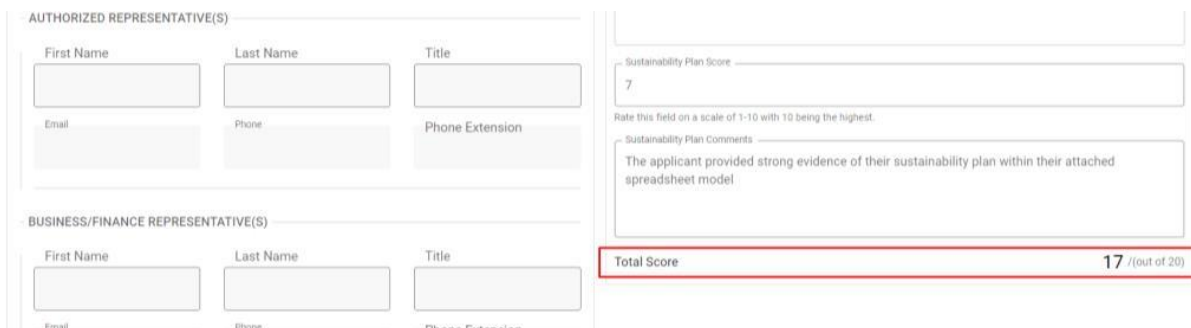 AUTHORIZED REPRESENTATIVE(S)
First Name Last Name Title
Email Phone Phone Extension
BUSINESS/FINANCE REPRESENTATIVE(S)
First Name Last Name Title
Email Phone Phone Extension
Sustainability Plan Score
7
Rate this field on a scale of 1-10 with 10 being the highest.
Sustainability Plan Comments
The applicant provided strong evidence of their sustainability plan within their attached
spreadsheet model
Total Score 17 /(out of 20)